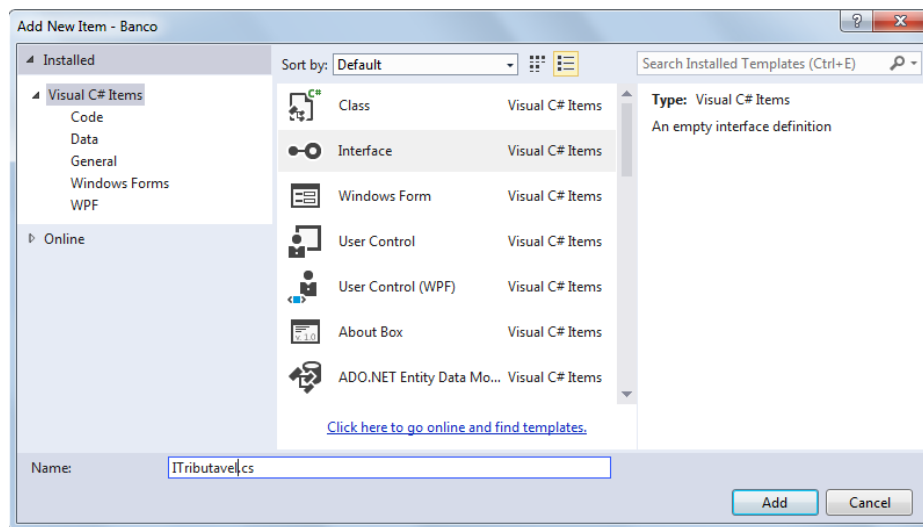 Add New Item - Banco
Installed
Sort by: Default
Search Installed Templates (Ctrl+E)
Visual C# Items
Code
Data
General
Windows Forms
WPF
Online
C#
Class Visual C# Items
Interface Visual C# Items
Windows Form Visual C# Items
User Control Visual C# Items
User Control (WPF) Visual C# Items
v. 1.0
About Box Visual C# Items
ADO.NET Entity Data Mo... Visual C# Items
Click here to go online and find templates.
Type: Visual C# Items
An empty interface definition
Name: ITributavel.cs
Add Cancel